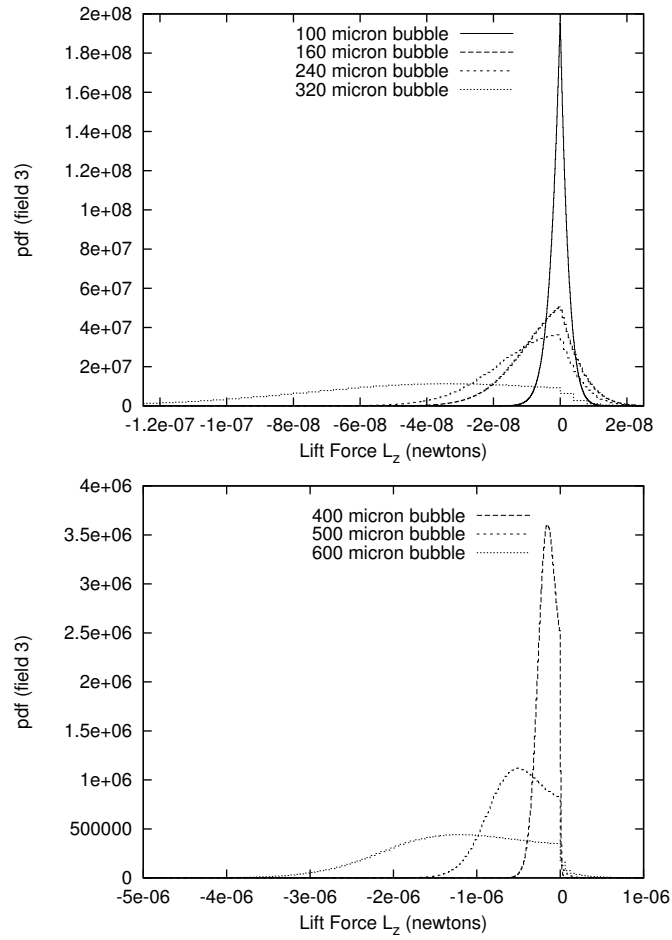 2e+08
1.8e+08
1.6e+08
1.4e+08
1.2e+08
1e+08
8e+07
6e+07
4e+07
2e+07
0
pdf (field 3)
100 micron bubble
160 micron bubble
240 micron bubble
320 micron bubble
-1.2e-07 -1e-07 -8e-08 -6e-08 -4e-08 -2e-08 0 2e-08
Lift Force Lz (newtons)
4e+06
3.5e+06
3e+06
2.5e+06
2e+06
1.5e+06
1e+06
500000
0
pdf (field 3)
400 micron bubble
500 micron bubble
600 micron bubble
-5e-06 -4e-06 -3e-06 -2e-06 -1e-06 0 1e-06
Lift Force Lz (newtons)